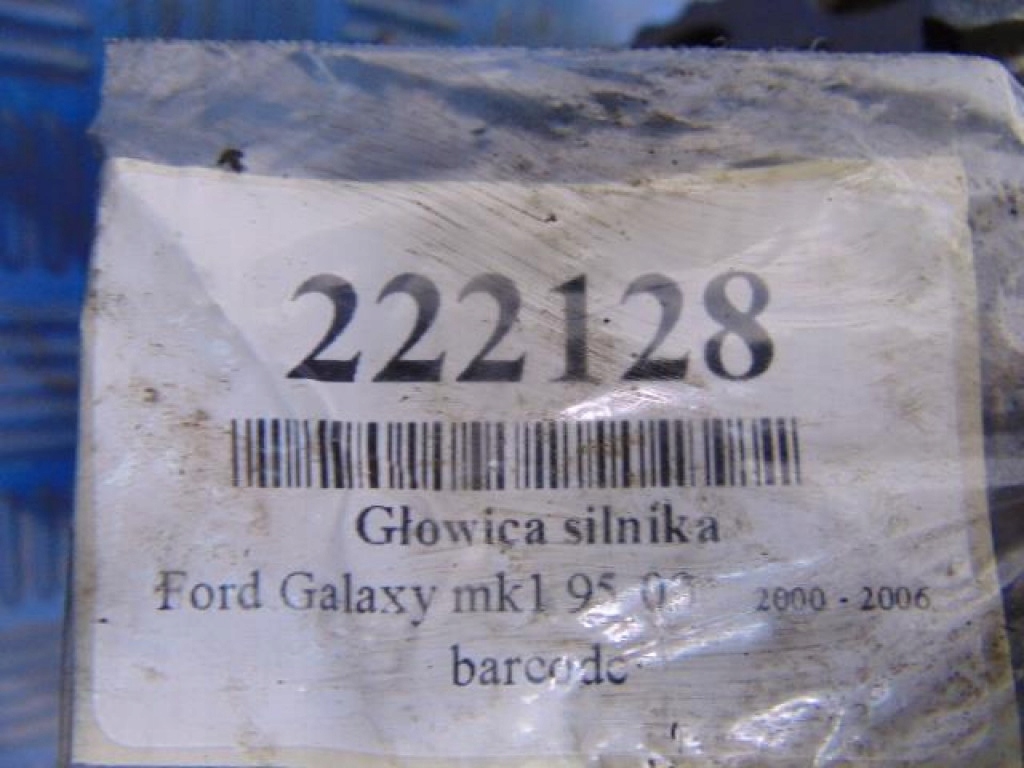 222128
Głowica silnika
Ford Galaxy mk1 95 2000 - 2006
barcode